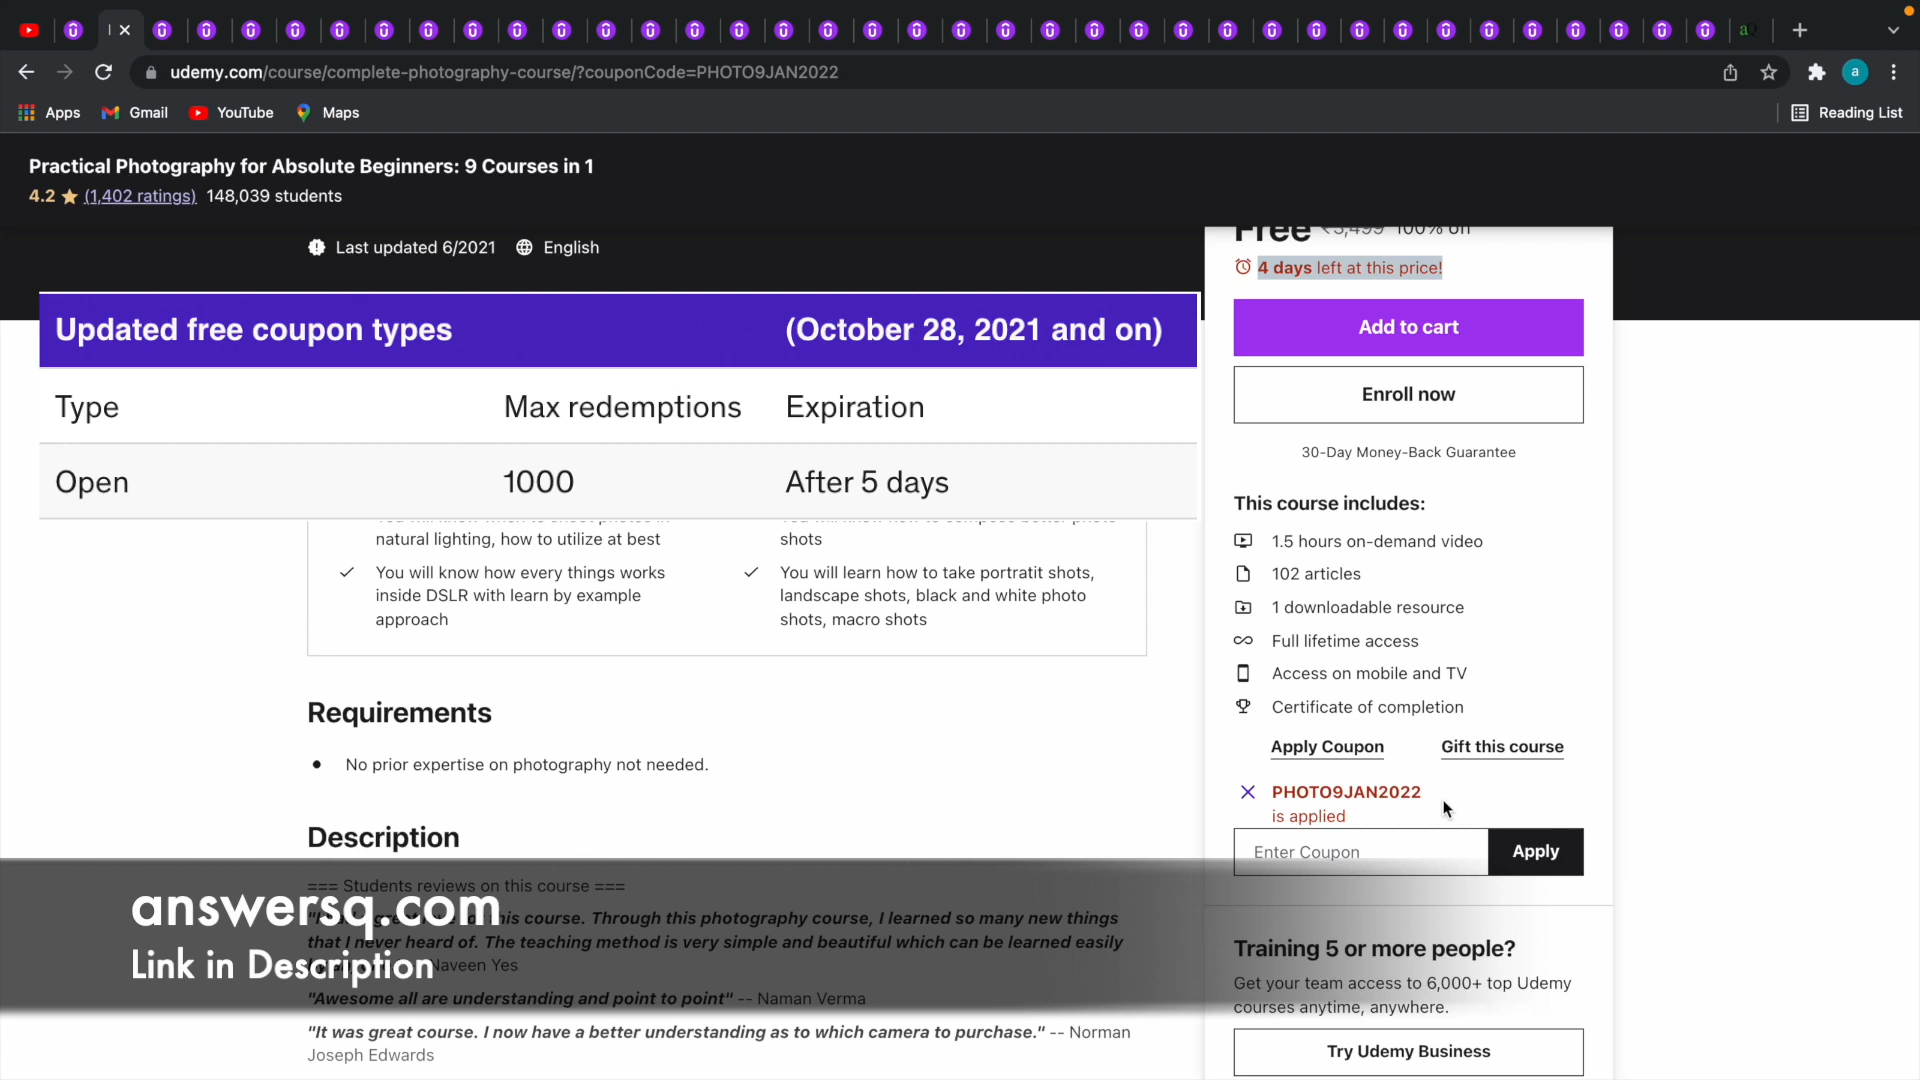 udemy.com/course/complete-photography-course/?couponCode=PHOTO9JAN2022
a
Apps Gmail YouTube Maps Reading List
Practical Photography for Absolute Beginners: 9 Courses in 1
4.2 (1,402 ratings) 148,039 students
Last updated 6/2021 English
Free ₹3,499 100% off
4 days left at this price!
Add to cart
Enroll now
30-Day Money-Back Guarantee
Updated free coupon types (October 28, 2021 and on)
Type Max redemptions Expiration
Open 1000 After 5 days
natural lighting, how to utilize at best
shots
You will know how every things works
inside DSLR with learn by example
approach
You will learn how to take portratit shots,
landscape shots, black and white photo
shots, macro shots
This course includes:
1.5 hours on-demand video
102 articles
1 downloadable resource
Full lifetime access
Access on mobile and TV
Certificate of completion
Apply Coupon Gift this course
PHOTO9JAN2022
is applied
Enter Coupon Apply
Requirements
No prior expertise on photography not needed.
Description
=== Students reviews on this course ===
this course. Through this photography course, I learned so many new things
that I never heard of. The teaching method is very simple and beautiful which can be learned easily
Naveen Yes
"Awesome all are understanding and point to point" -- Naman Verma
"It was great course. I now have a better understanding as to which camera to purchase." -- Norman
Joseph Edwards
answersq.com
Link in Description
Training 5 or more people?
Get your team access to 6,000+ top Udemy
courses anytime, anywhere.
Try Udemy Business